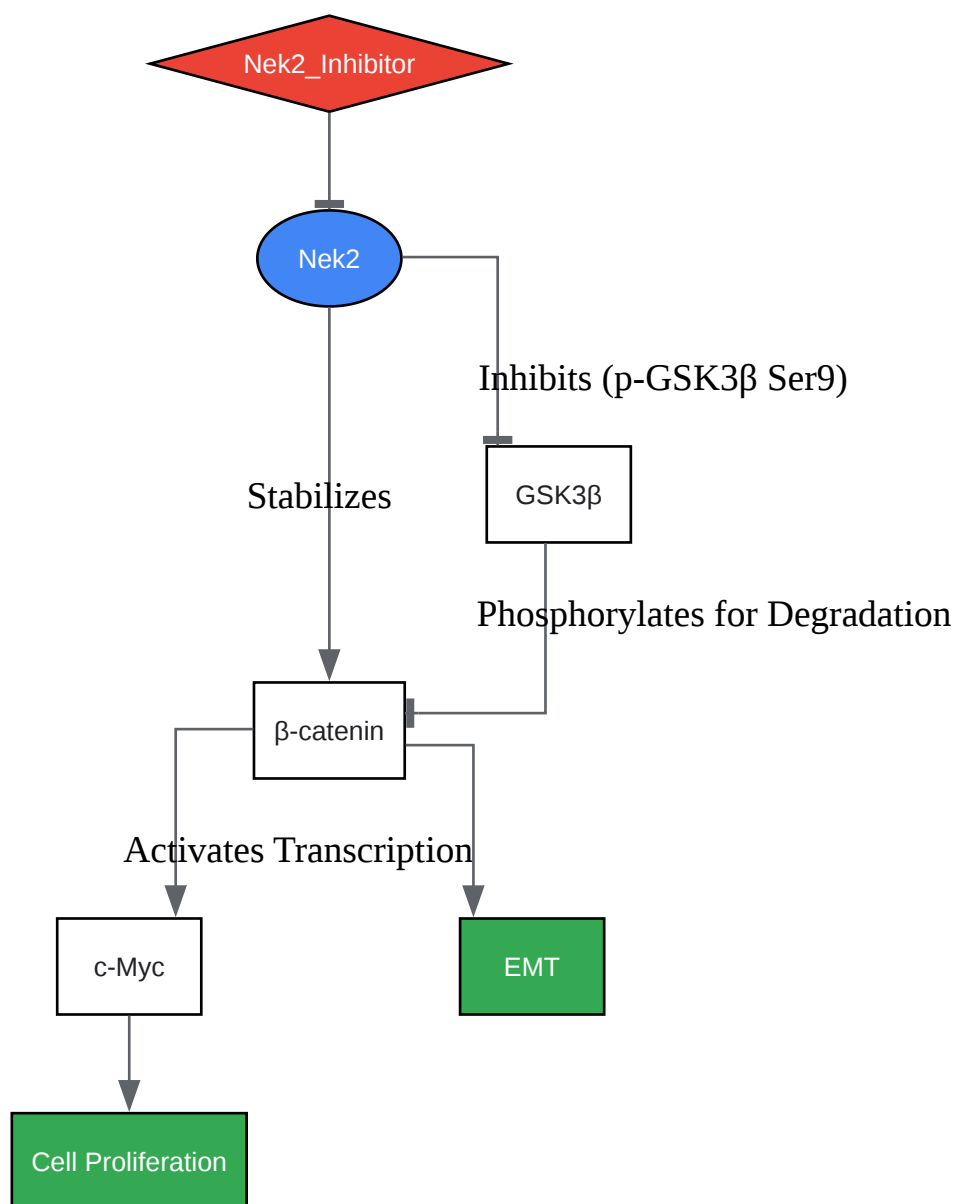 Nek2_Inhibitor
Nek2
Inhibits (p-GSK3β Ser9)
Stabilizes
GSK3β
Phosphorylates for Degradation
β-catenin
Activates Transcription
c-Myc
EMT
Cell Proliferation